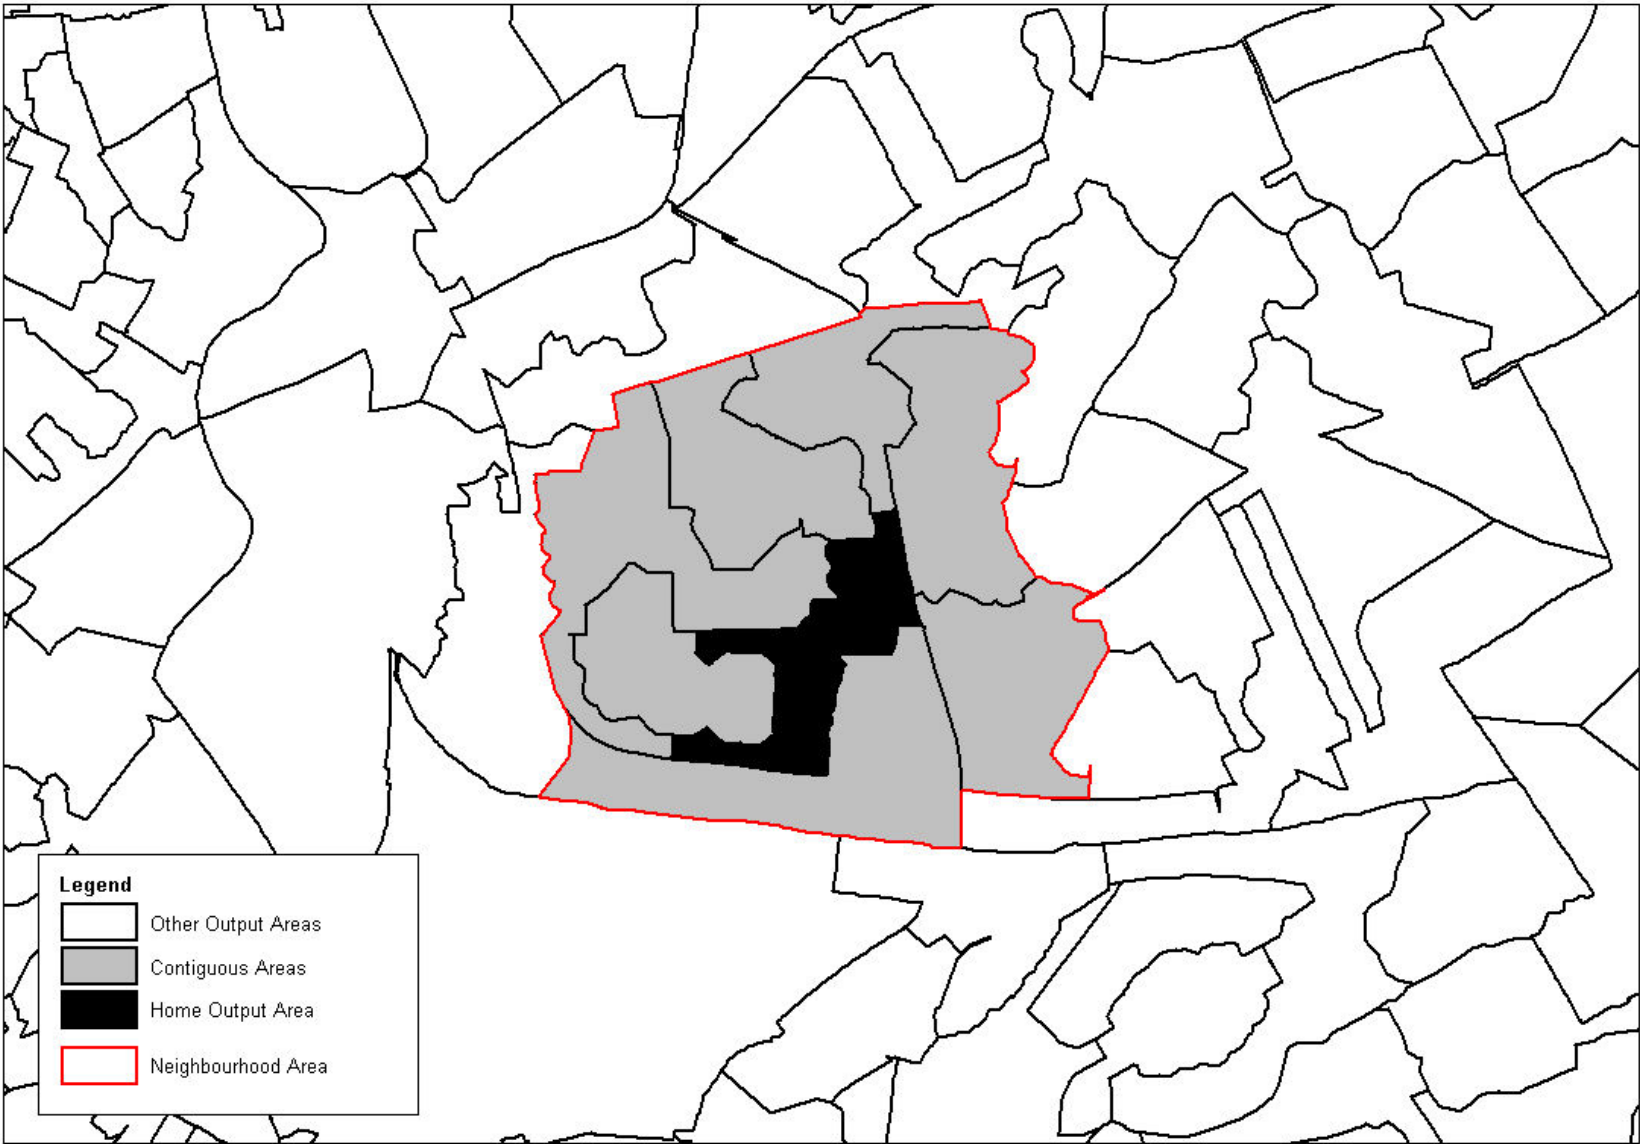 Legend
Other Output Areas
Contiguous Areas
Home Output Area
Neighbourhood Area